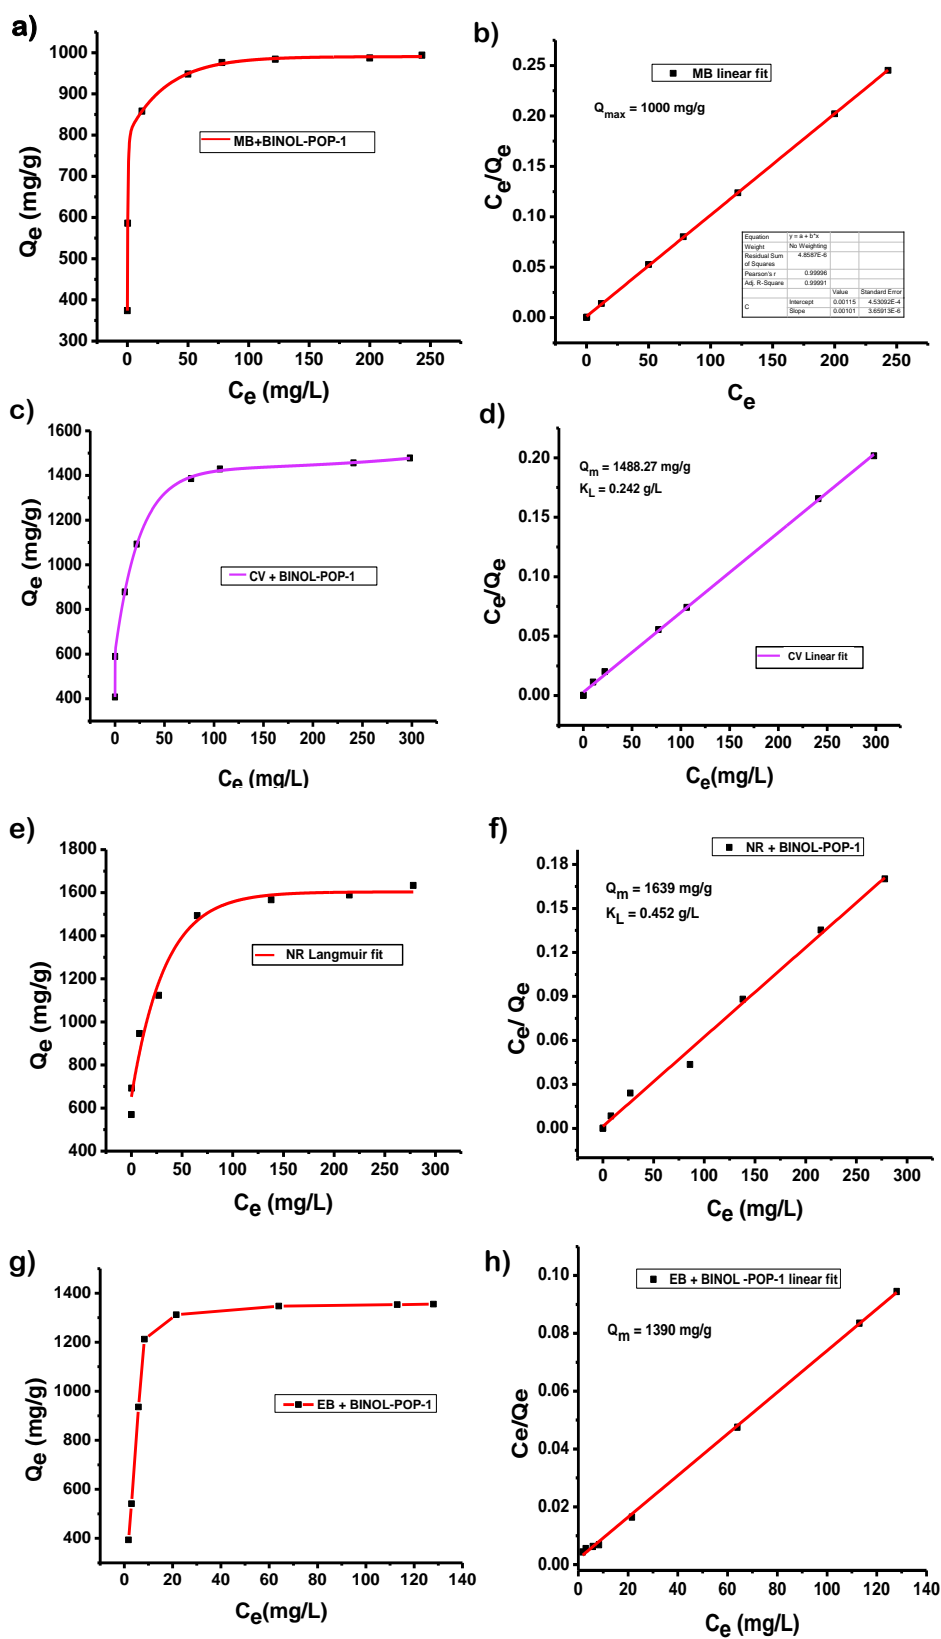 a)
1000
900
800
700
600
500
400
300
Qe (mg/g)
MB+BINOL-POP-1
0 50 100 150 200 250
Ce (mg/L)
b)
0.25
0.20
0.15
0.10
0.05
0.00
Ce/Qe
MB linear fit
Qmax = 1000 mg/g
Equation y = a + b*x
Weight No Weighting
Residual Sum of Squares 4.8587E-6
Pearson's r 0.99996
Adj. R-Square 0.99991
Value Standard Error
C Intercept 0.00115 4.53092E-4
Slope 0.00101 3.65913E-6
0 50 100 150 200 250
Ce
c)
1600
1400
1200
1000
800
600
400
Qe (mg/g)
CV + BINOL-POP-1
0 50 100 150 200 250 300
Ce (mg/L)
d)
0.20
0.15
0.10
0.05
0.00
Ce/Qe
Qm = 1488.27 mg/g
KL = 0.242 g/L
CV Linear fit
0 50 100 150 200 250 300
Ce(mg/L)
e)
1800
1600
1400
1200
1000
800
600
400
Qe (mg/g)
NR Langmuir fit
0 50 100 150 200 250 300
Ce (mg/L)
f)
NR + BINOL-POP-1
0.18
0.15
0.12
0.09
0.06
0.03
0.00
Ce/ Qe
Qm = 1639 mg/g
KL = 0.452 g/L
0 50 100 150 200 250 300
Ce (mg/L)
g)
1400
1200
1000
800
600
400
Qe (mg/g)
EB + BINOL-POP-1
0 20 40 60 80 100 120 140
Ce(mg/L)
h)
0.10
0.08
0.06
0.04
0.02
0.00
Ce/Qe
EB + BINOL -POP-1 linear fit
Qm = 1390 mg/g
0 20 40 60 80 100 120 140
Ce (mg/L)